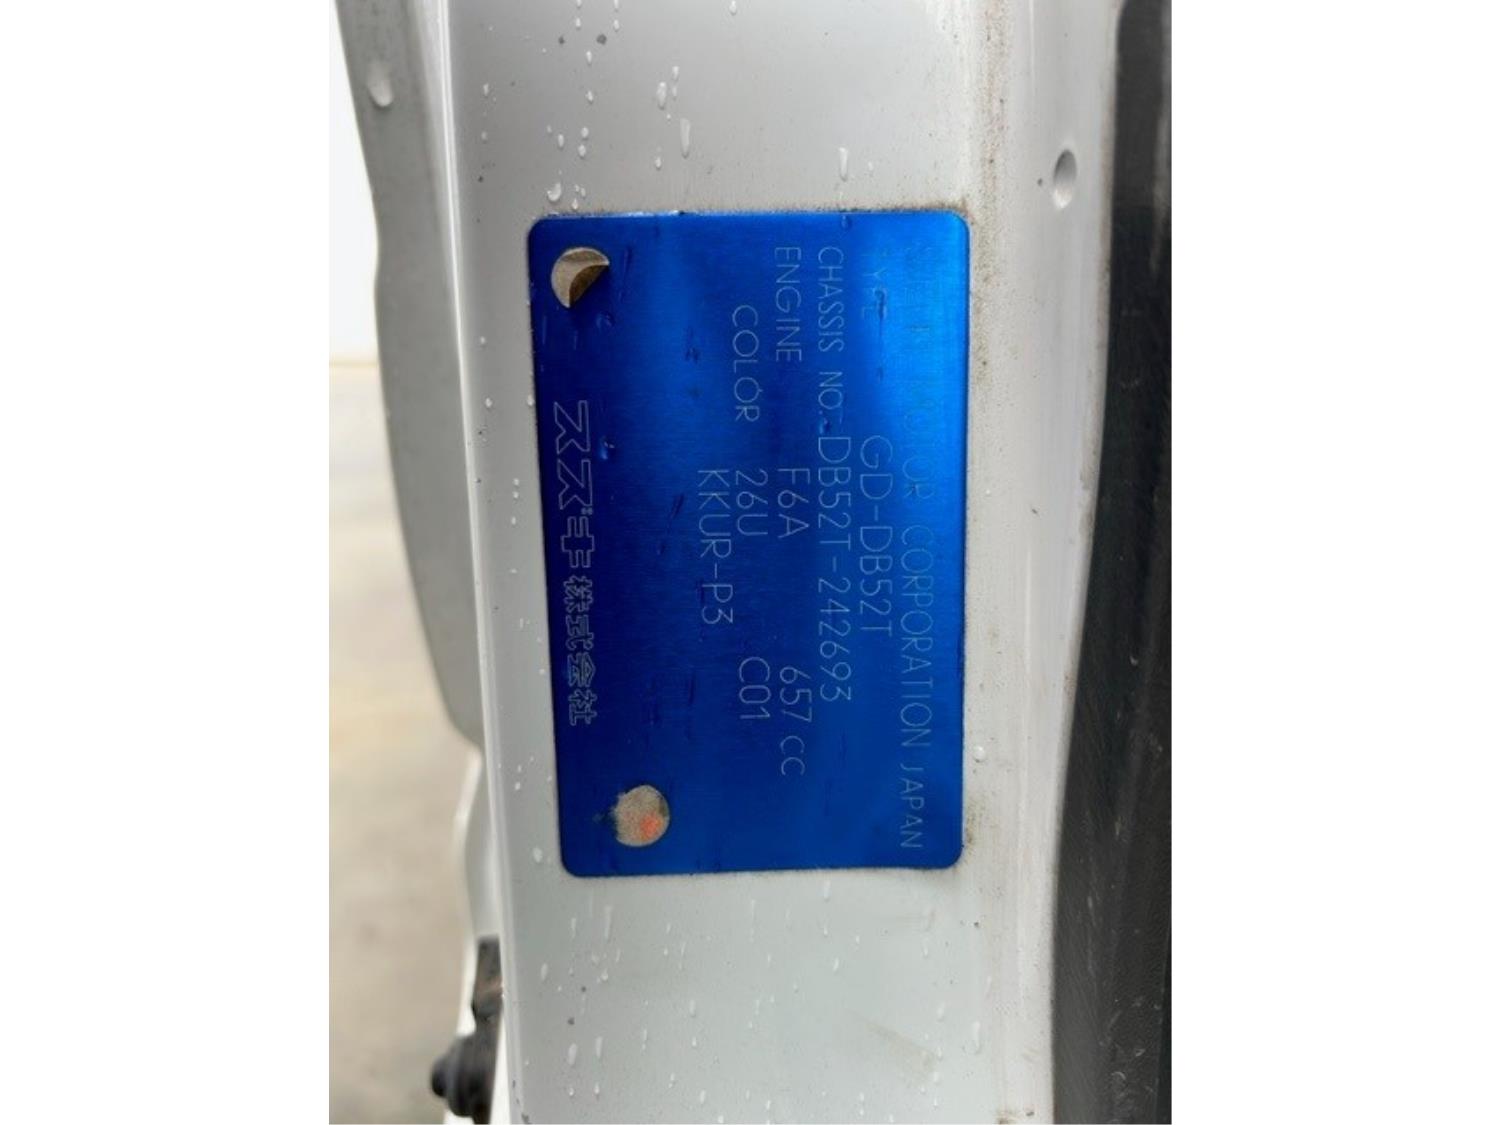 SUZUKI MOTOR CORPORATION JAPAN
TYPE GD-DB52T
CHASSIS NO. DB52T-242693
ENGINE F6A 657 CC
COLOR 26U C01
KKUR-P3
スズキ株式会社